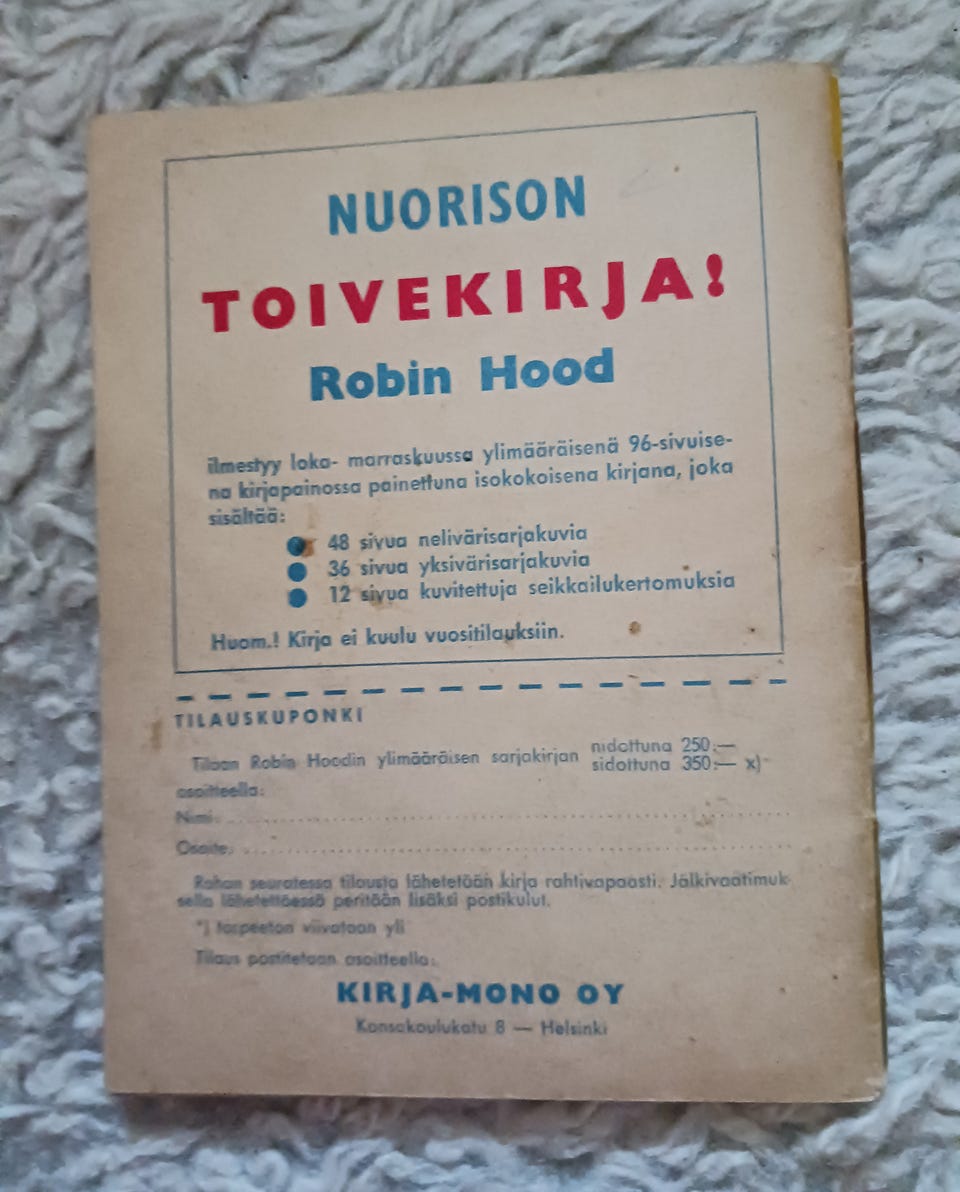 NUORISON
TOIVEKIRJA!
Robin Hood
ilmestyy loka- marraskuussa ylimääräisenä 96-sivuise-
na kirjapainossa painettuna isokokoisena kirjana, joka
sisältää:
● 48 sivua nelivärisarjakuvia
● 36 sivua yksivärisarjakuvia
● 12 sivua kuvitettuja seikkailukertomuksia
Huom.! Kirja ei kuulu vuositilauksiin.
TILAUSKUPONKI
Tilaan Robin Hoodin ylimääräisen sarjakirjan nidottuna 250:—
sidottuna 350:— x)
osoitteella:
Nimi:
Osoite:
Rahan seuratessa tilausta lähetetään kirja rahtivapaasti. Jälkivaatimuk-
sella lähetettäessä peritään lisäksi postikulut.
*) tarpeeton viivataan yli
Tilaus postitetaan osoitteella:
KIRJA-MONO OY
Kansakoulukatu 8 — Helsinki